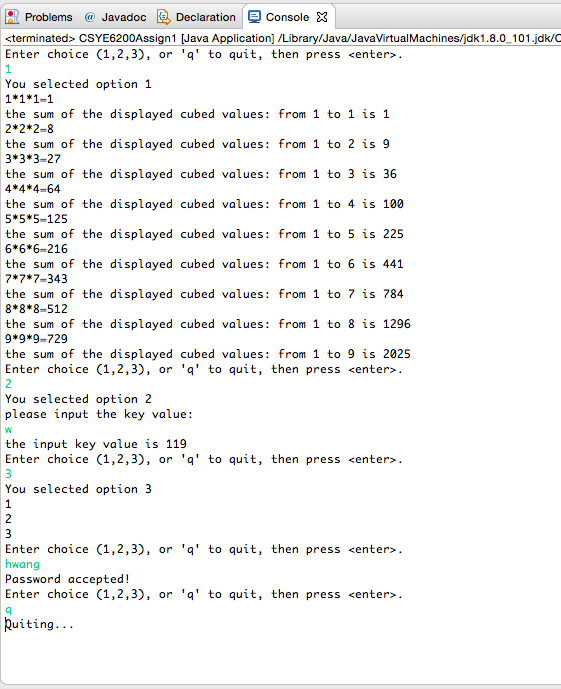 Problems @ Javadoc Declaration Console
<terminated> CSYE6200Assign1 [Java Application] /Library/Java/JavaVirtualMachines/jdk1.8.0_101.jdk/C
Enter choice (1,2,3), or 'q' to quit, then press <enter>.
1
You selected option 1
1*1*1=1
the sum of the displayed cubed values: from 1 to 1 is 1
2*2*2=8
the sum of the displayed cubed values: from 1 to 2 is 9
3*3*3=27
the sum of the displayed cubed values: from 1 to 3 is 36
4*4*4=64
the sum of the displayed cubed values: from 1 to 4 is 100
5*5*5=125
the sum of the displayed cubed values: from 1 to 5 is 225
6*6*6=216
the sum of the displayed cubed values: from 1 to 6 is 441
7*7*7=343
the sum of the displayed cubed values: from 1 to 7 is 784
8*8*8=512
the sum of the displayed cubed values: from 1 to 8 is 1296
9*9*9=729
the sum of the displayed cubed values: from 1 to 9 is 2025
Enter choice (1,2,3), or 'q' to quit, then press <enter>.
2
You selected option 2
please input the key value:
w
the input key value is 119
Enter choice (1,2,3), or 'q' to quit, then press <enter>.
3
You selected option 3
1
2
3
Enter choice (1,2,3), or 'q' to quit, then press <enter>.
hwang
Password accepted!
Enter choice (1,2,3), or 'q' to quit, then press <enter>.
q
Quiting...